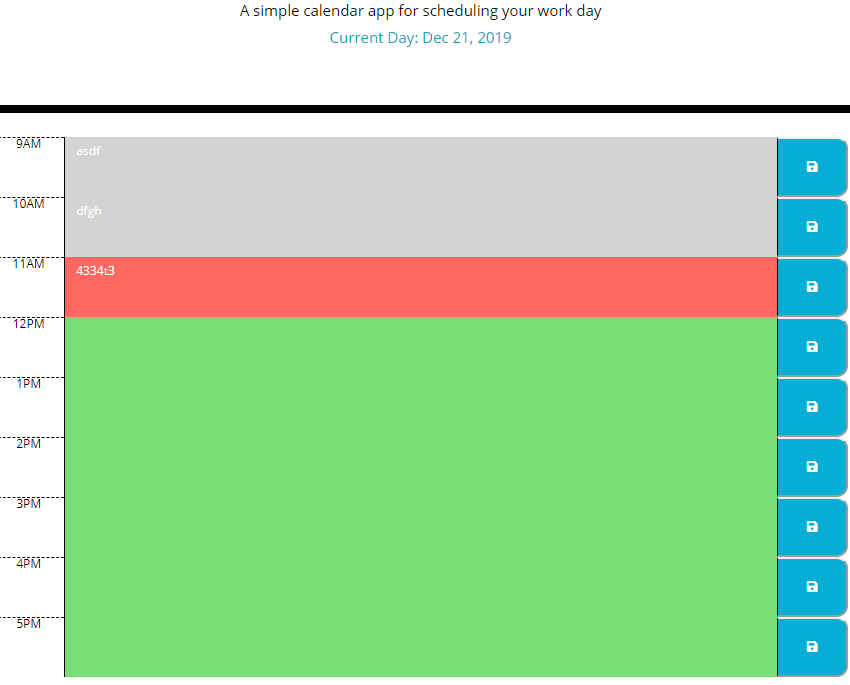 A simple calendar app for scheduling your work day
Current Day: Dec 21, 2019
9AM
asdf
10AM
dfgh
11AM
4334t3
12PM
1PM
2PM
3PM
4PM
5PM